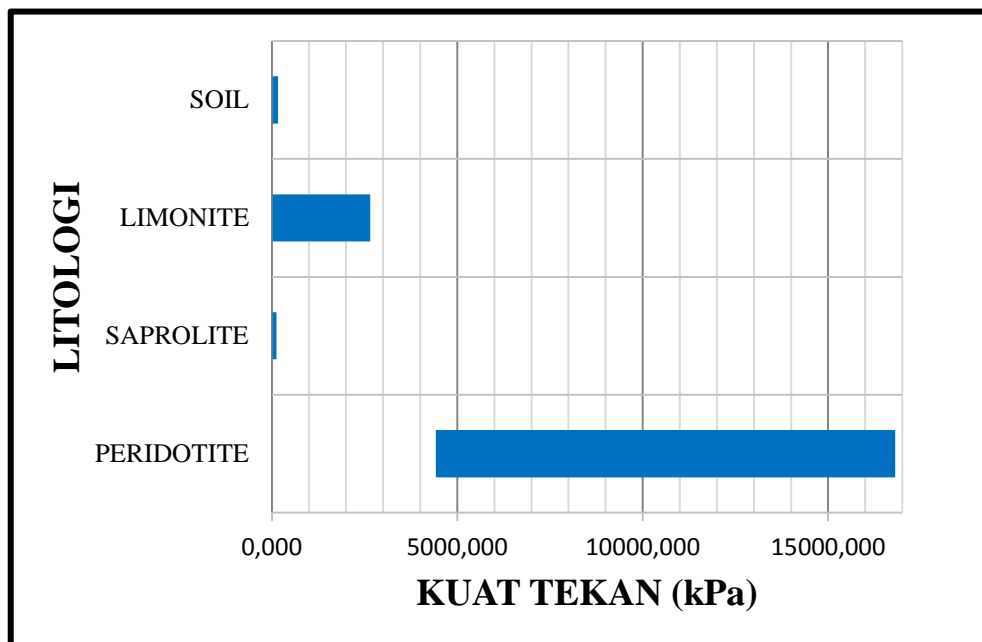 LITOLOGI
SOIL
LIMONITE
SAPROLITE
PERIDOTITE
0,000 5000,000 10000,000 15000,000
KUAT TEKAN (kPa)